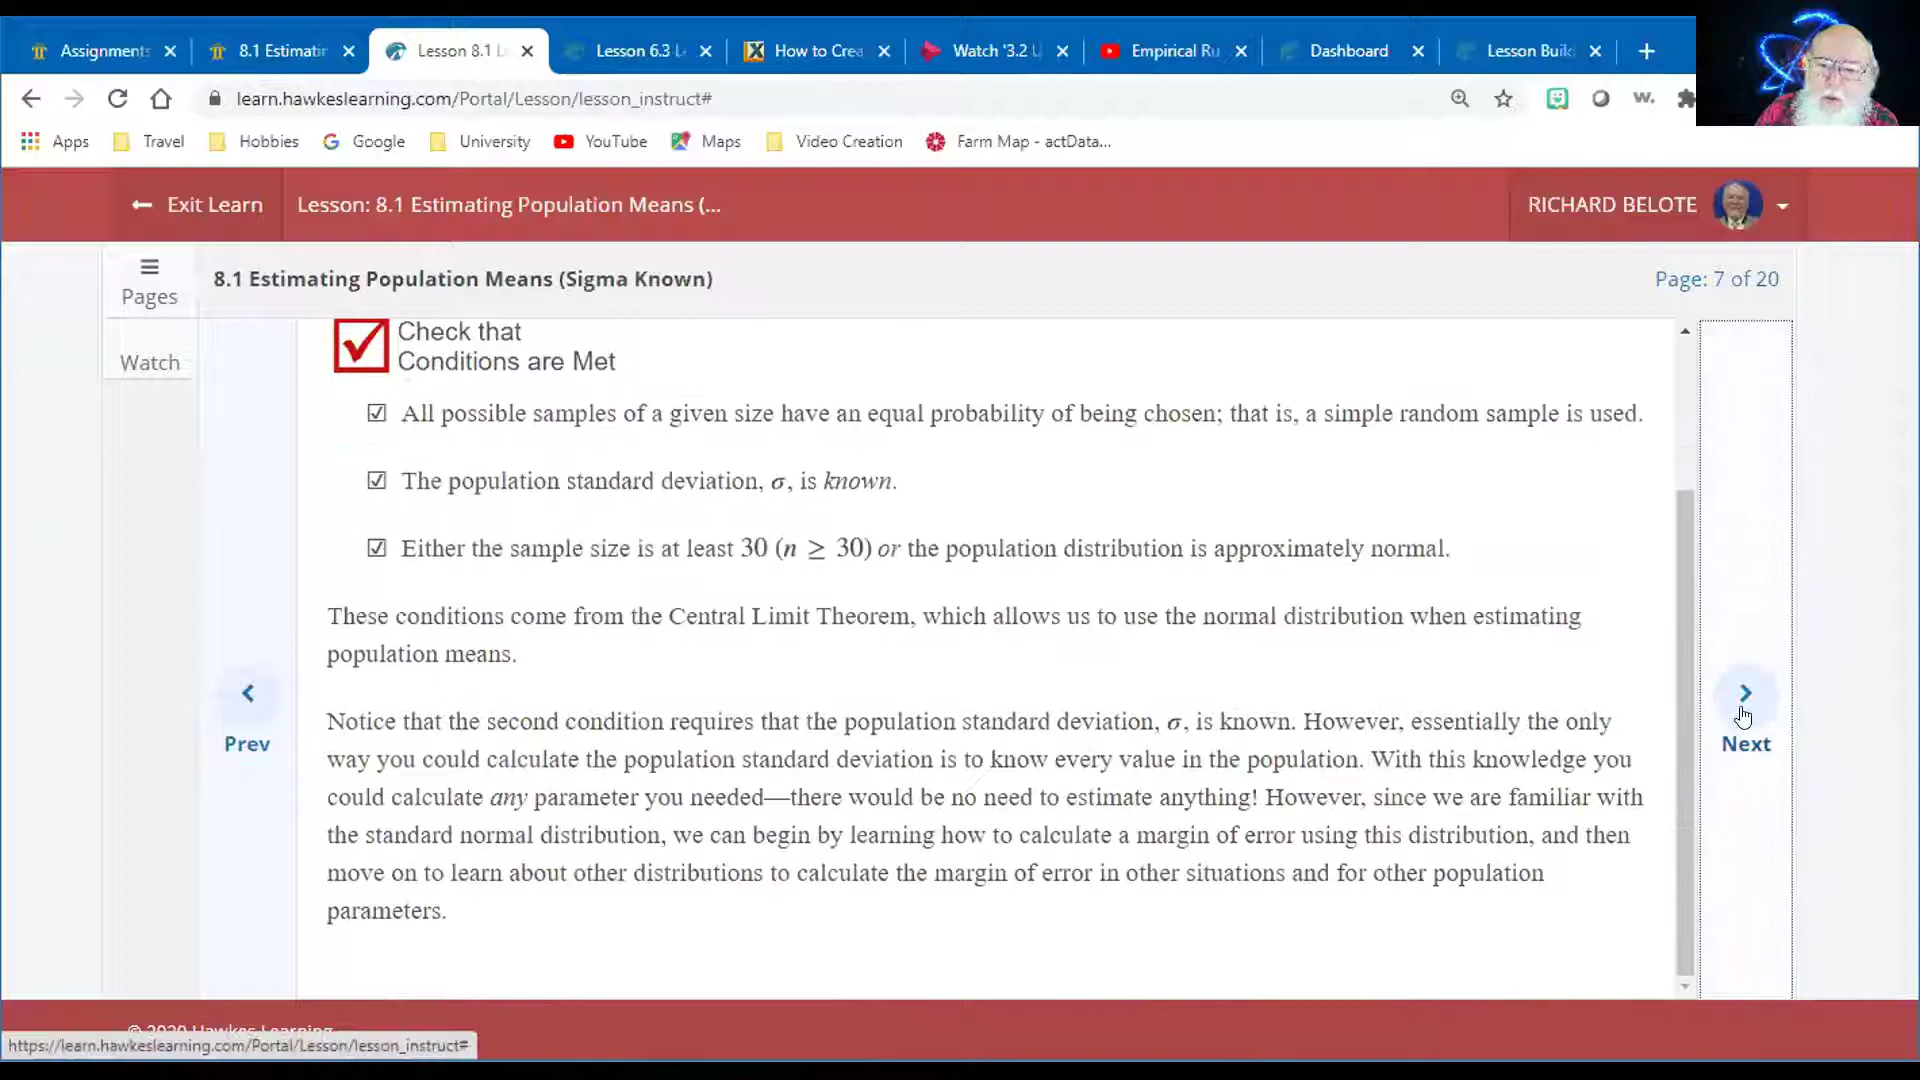 Assignments
8.1 Estimatir
Lesson 8.1
Lesson 6.3
How to Crea
Watch '3.2
Empirical Ru
Dashboard
Lesson Buil
learn.hawkeslearning.com/Portal/Lesson/lesson_instruct#
w.
Apps
Travel
Hobbies
Google
University
YouTube
Maps
Video Creation
Farm Map - actData...
Exit Learn
Lesson: 8.1 Estimating Population Means (...
RICHARD BELOTE
Pages
Watch
8.1 Estimating Population Means (Sigma Known)
Page: 7 of 20
Check that
Conditions are Met
☑ All possible samples of a given size have an equal probability of being chosen; that is, a simple random sample is used.
☑ The population standard deviation, σ, is known.
☑ Either the sample size is at least 30 (n ≥ 30) or the population distribution is approximately normal.
These conditions come from the Central Limit Theorem, which allows us to use the normal distribution when estimating
population means.
Notice that the second condition requires that the population standard deviation, σ, is known. However, essentially the only
way you could calculate the population standard deviation is to know every value in the population. With this knowledge you
could calculate any parameter you needed—there would be no need to estimate anything! However, since we are familiar with
the standard normal distribution, we can begin by learning how to calculate a margin of error using this distribution, and then
move on to learn about other distributions to calculate the margin of error in other situations and for other population
parameters.
Prev
Next
© 2020 Hawkes Learning
https://learn.hawkeslearning.com/Portal/Lesson/lesson_instruct#